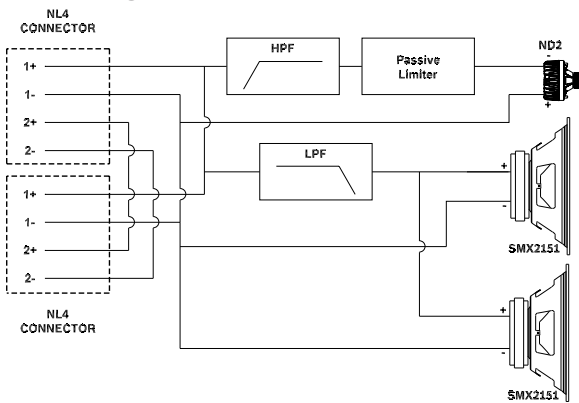 NL4
CONNECTOR
1+
1-
2+
2-
1+
1-
2+
2-
NL4
CONNECTOR
HPF
Passive
Limiter
ND2
-
+
LPF
+
-
SMX2151
+
-
SMX2151